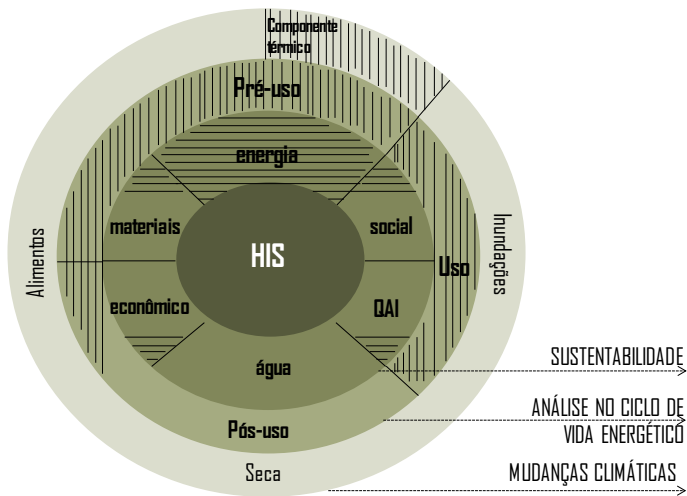 Componente
térmico
Pré-uso
energia
materiais
social
HIS
Alimentos
Inundações
Uso
econômico
QAI
água
SUSTENTABILIDADE
ANÁLISE NO CICLO DE
VIDA ENERGÉTICO
Pós-uso
Seca
MUDANÇAS CLIMÁTICAS